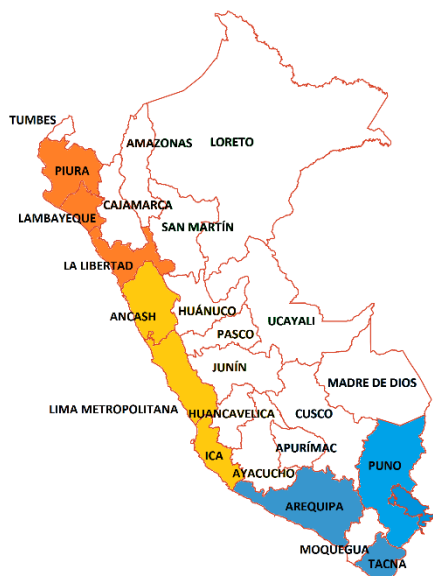 TUMBES
AMAZONAS
LORETO
PIURA
CAJAMARCA
LAMBAYEQUE
SAN MARTÍN
LA LIBERTAD
ANCASH
HUÁNUCO
UCAYALI
PASCO
JUNÍN
MADRE DE DIOS
LIMA METROPOLITANA
HUANCAVELICA
CUSCO
APURÍMAC
ICA
PUNO
AYACUCHO
AREQUIPA
MOQUEGUA
TACNA